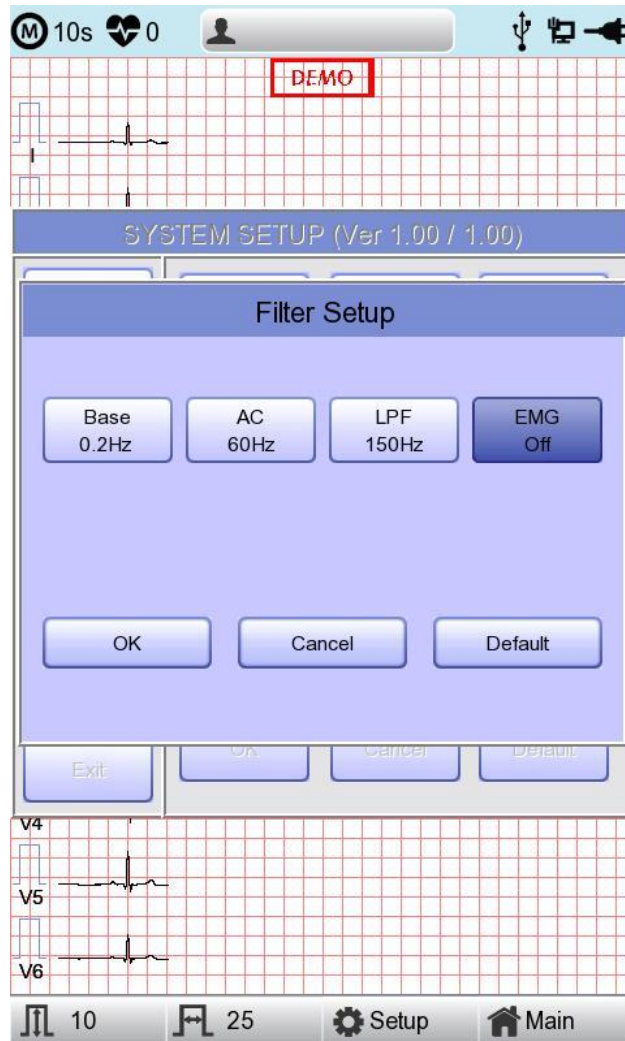 M 10s 0
DEMO
I
SYSTEM SETUP (Ver 1.00 / 1.00)
Filter Setup
Base AC LPF EMG
0.2Hz 60Hz 150Hz Off
OK Cancel Default
Exit OK Cancel Default
V4
V5
V6
10 25 Setup Main